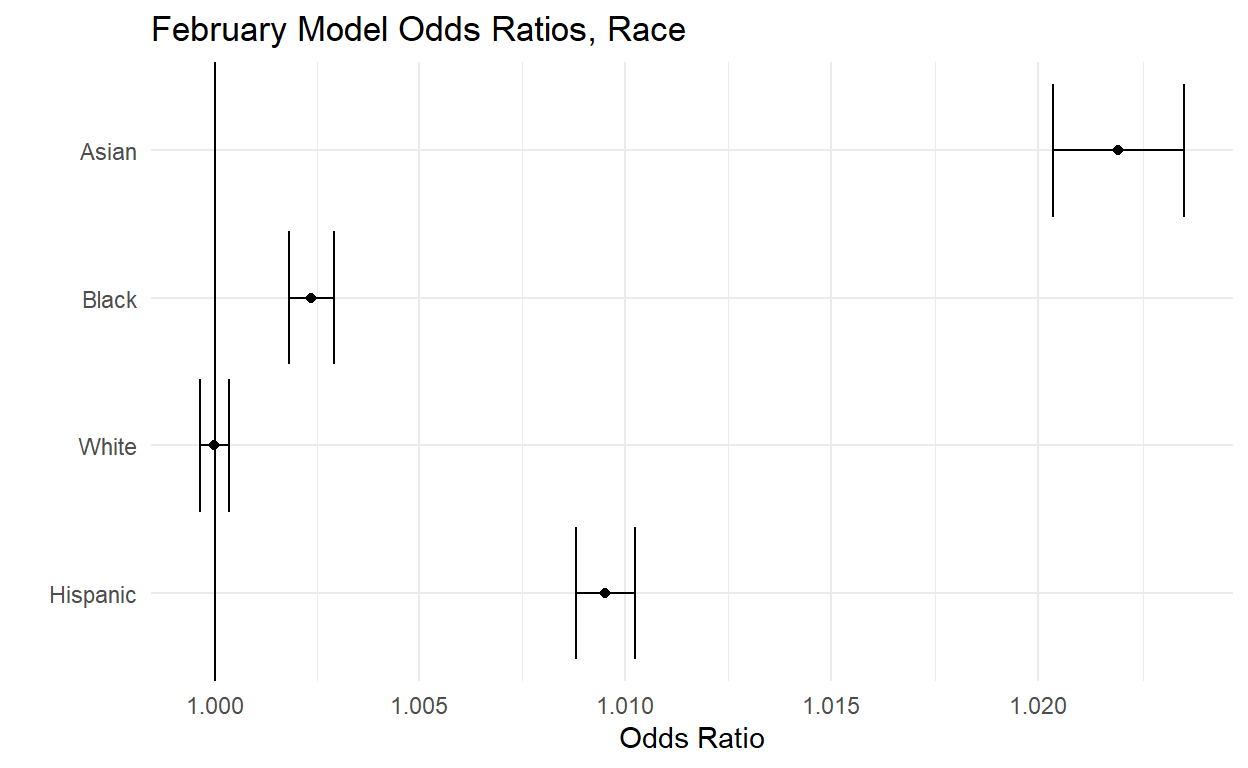 February Model Odds Ratios, Race
Asian
Black
White
Hispanic
1.000 1.005 1.010 1.015 1.020
Odds Ratio